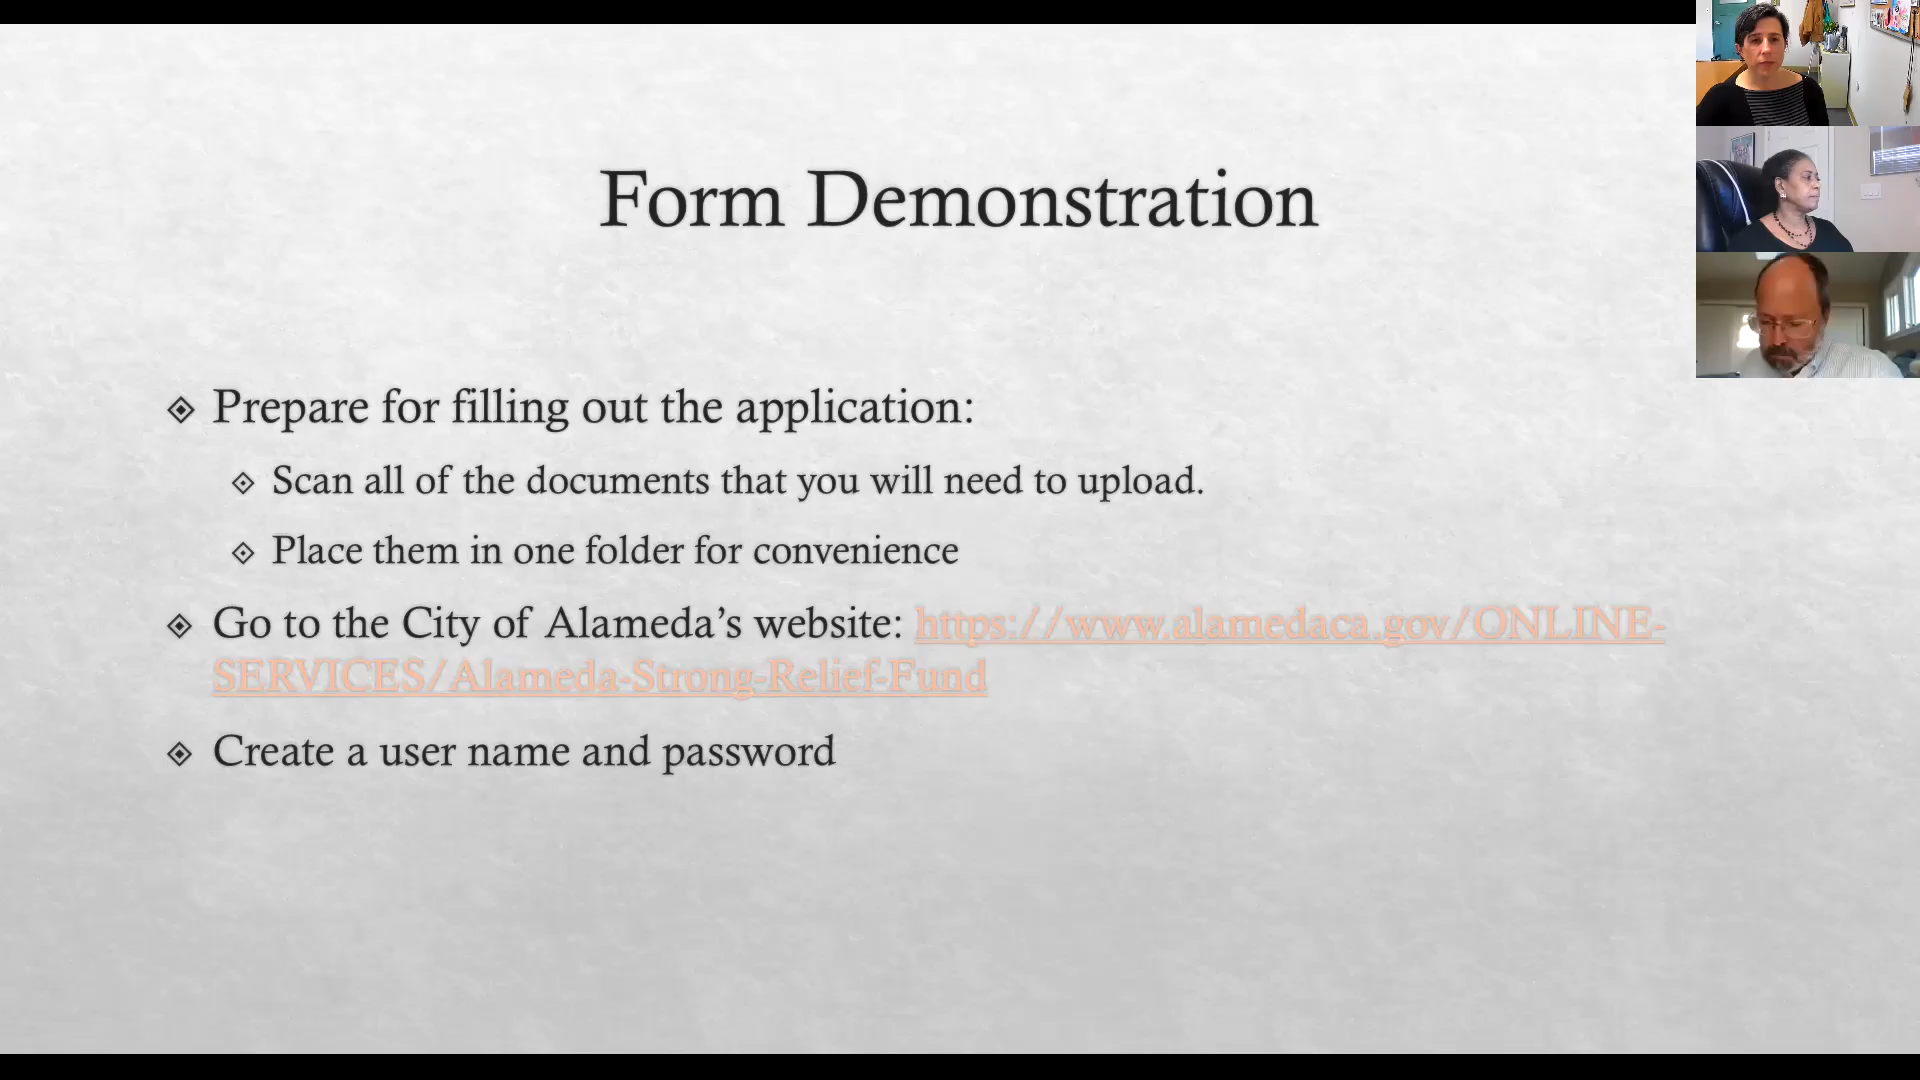 Form Demonstration
Prepare for filling out the application:
Scan all of the documents that you will need to upload.
Place them in one folder for convenience
Go to the City of Alameda’s website: https://www.alamedaca.gov/ONLINE-
SERVICES/Alameda-Strong-Relief-Fund
Create a user name and password